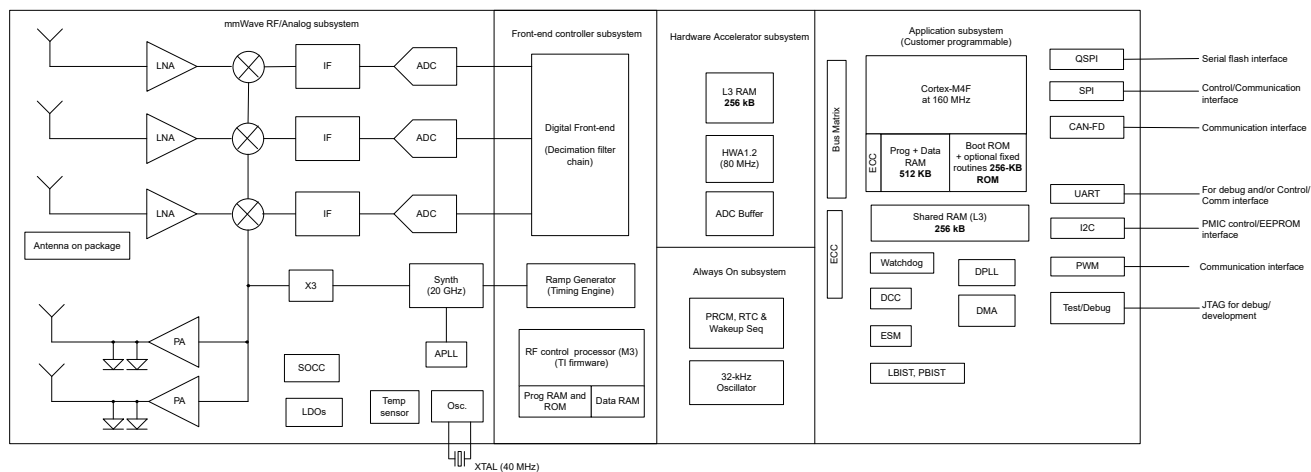 mmWave RF/Analog subsystem
LNA
IF
ADC
LNA
IF
ADC
LNA
IF
ADC
Antenna on package
X3
Synth
(20 GHz)
PA
APLL
PA
SOCC
LDOs
Temp
sensor
Osc.
XTAL (40 MHz)
Front-end controller subsystem
Digital Front-end
(Decimation filter
chain)
Ramp Generator
(Timing Engine)
RF control processor (M3)
(TI firmware)
Prog RAM and
ROM
Data RAM
Hardware Accelerator subsystem
L3 RAM
256 kB
HWA1.2
(80 MHz)
ADC Buffer
Always On subsystem
PRCM, RTC &
Wakeup Seq
32-kHz
Oscillator
Application subsystem
(Customer programmable)
Bus Matrix
Cortex-M4F
at 160 MHz
ECC
Prog + Data
RAM
512 KB
Boot ROM
+ optional fixed
routines 256-KB
ROM
ECC
Shared RAM (L3)
256 kB
Watchdog
DPLL
DCC
DMA
ESM
LBIST, PBIST
QSPI
Serial flash interface
SPI
Control/Communication
interface
CAN-FD
Communication interface
UART
For debug and/or Control/
Comm interface
I2C
PMIC control/EEPROM
interface
PWM
Communication interface
Test/Debug
JTAG for debug/
development